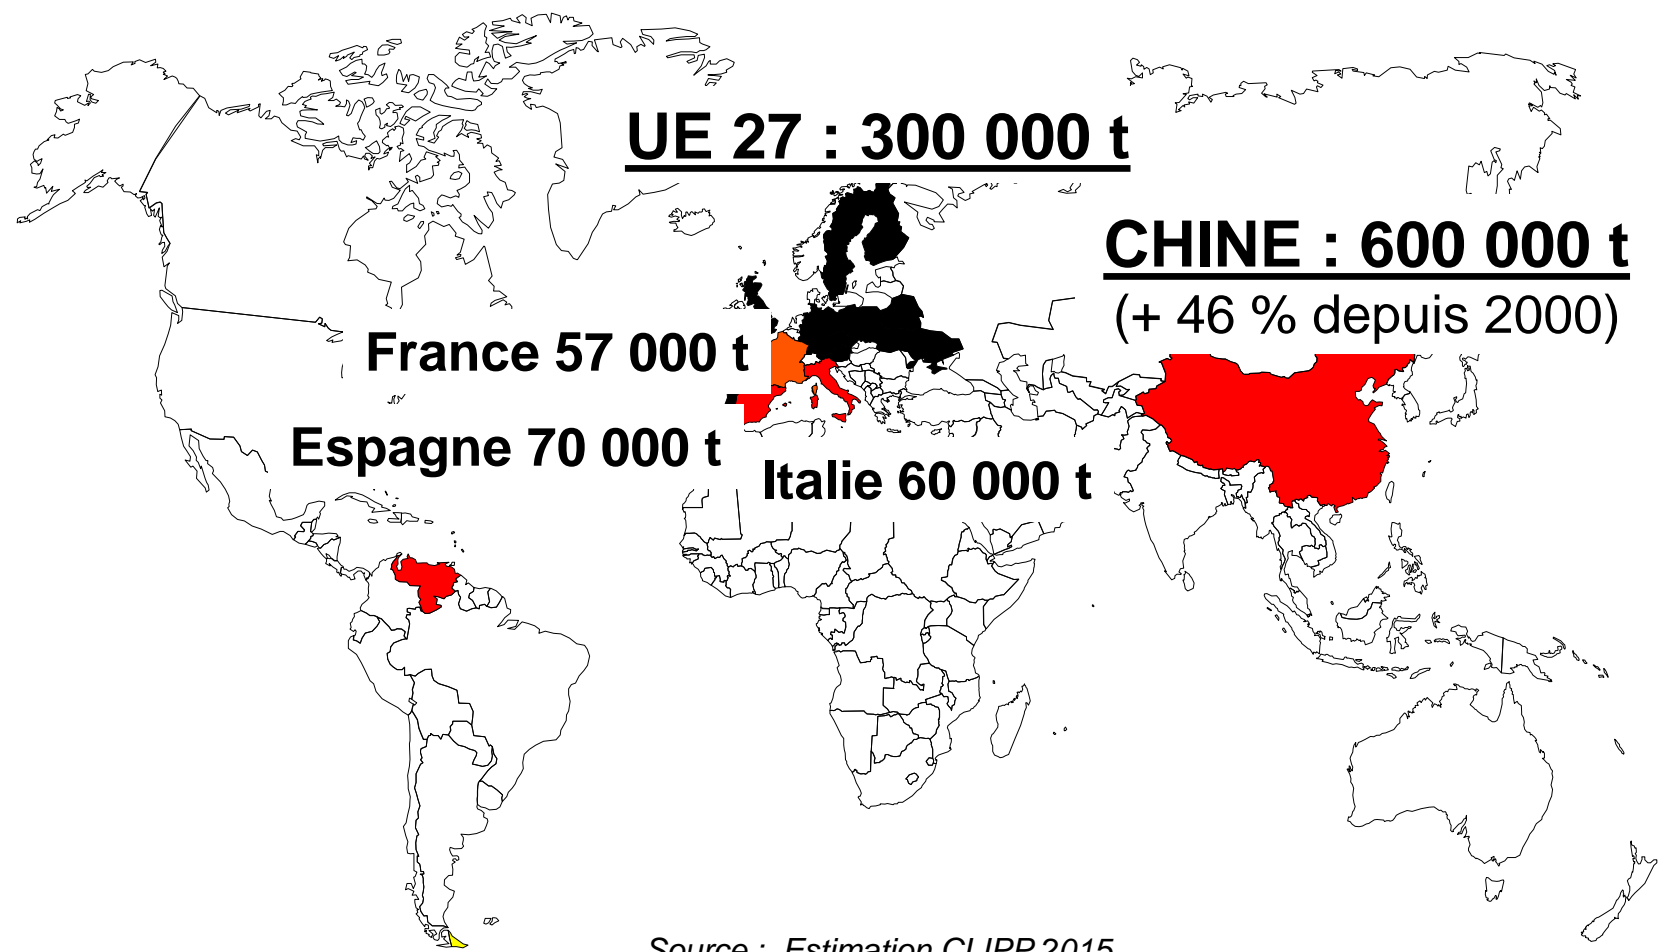 UE 27 : 300 000 t
CHINE : 600 000 t
(+ 46 % depuis 2000)
France 57 000 t
Espagne 70 000 t
Italie 60 000 t
Source : Estimation CLIPP 2015